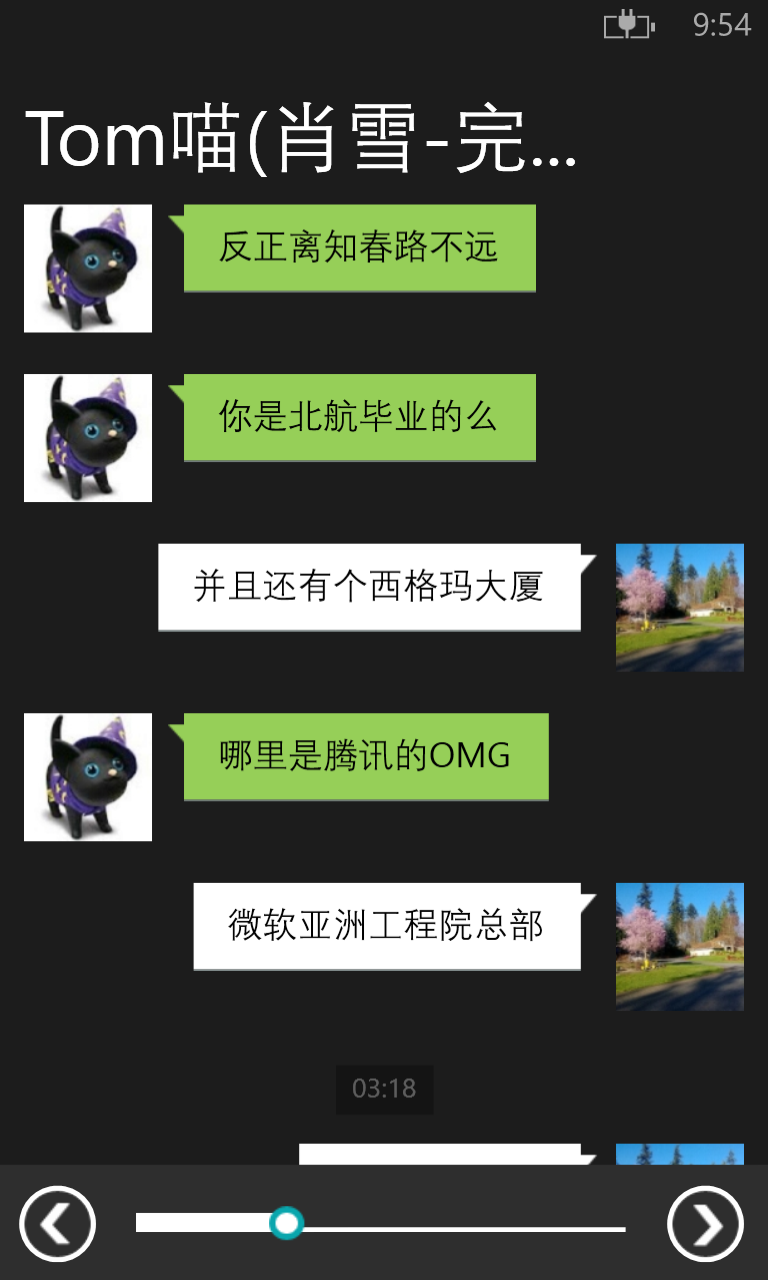 9:54
Tom喵(肖雪-完...
反正离知春路不远
你是北航毕业的么
并且还有个西格玛大厦
哪里是腾讯的OMG
微软亚洲工程院总部
03:18